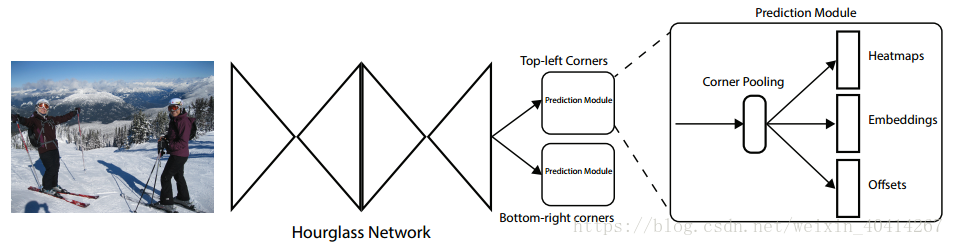 Prediction Module
Top-left Corners
Prediction Module
Corner Pooling
Heatmaps
Embeddings
Offsets
Prediction Module
Bottom-right corners
Hourglass Network
https://blog.csdn.net/weixin_40414267